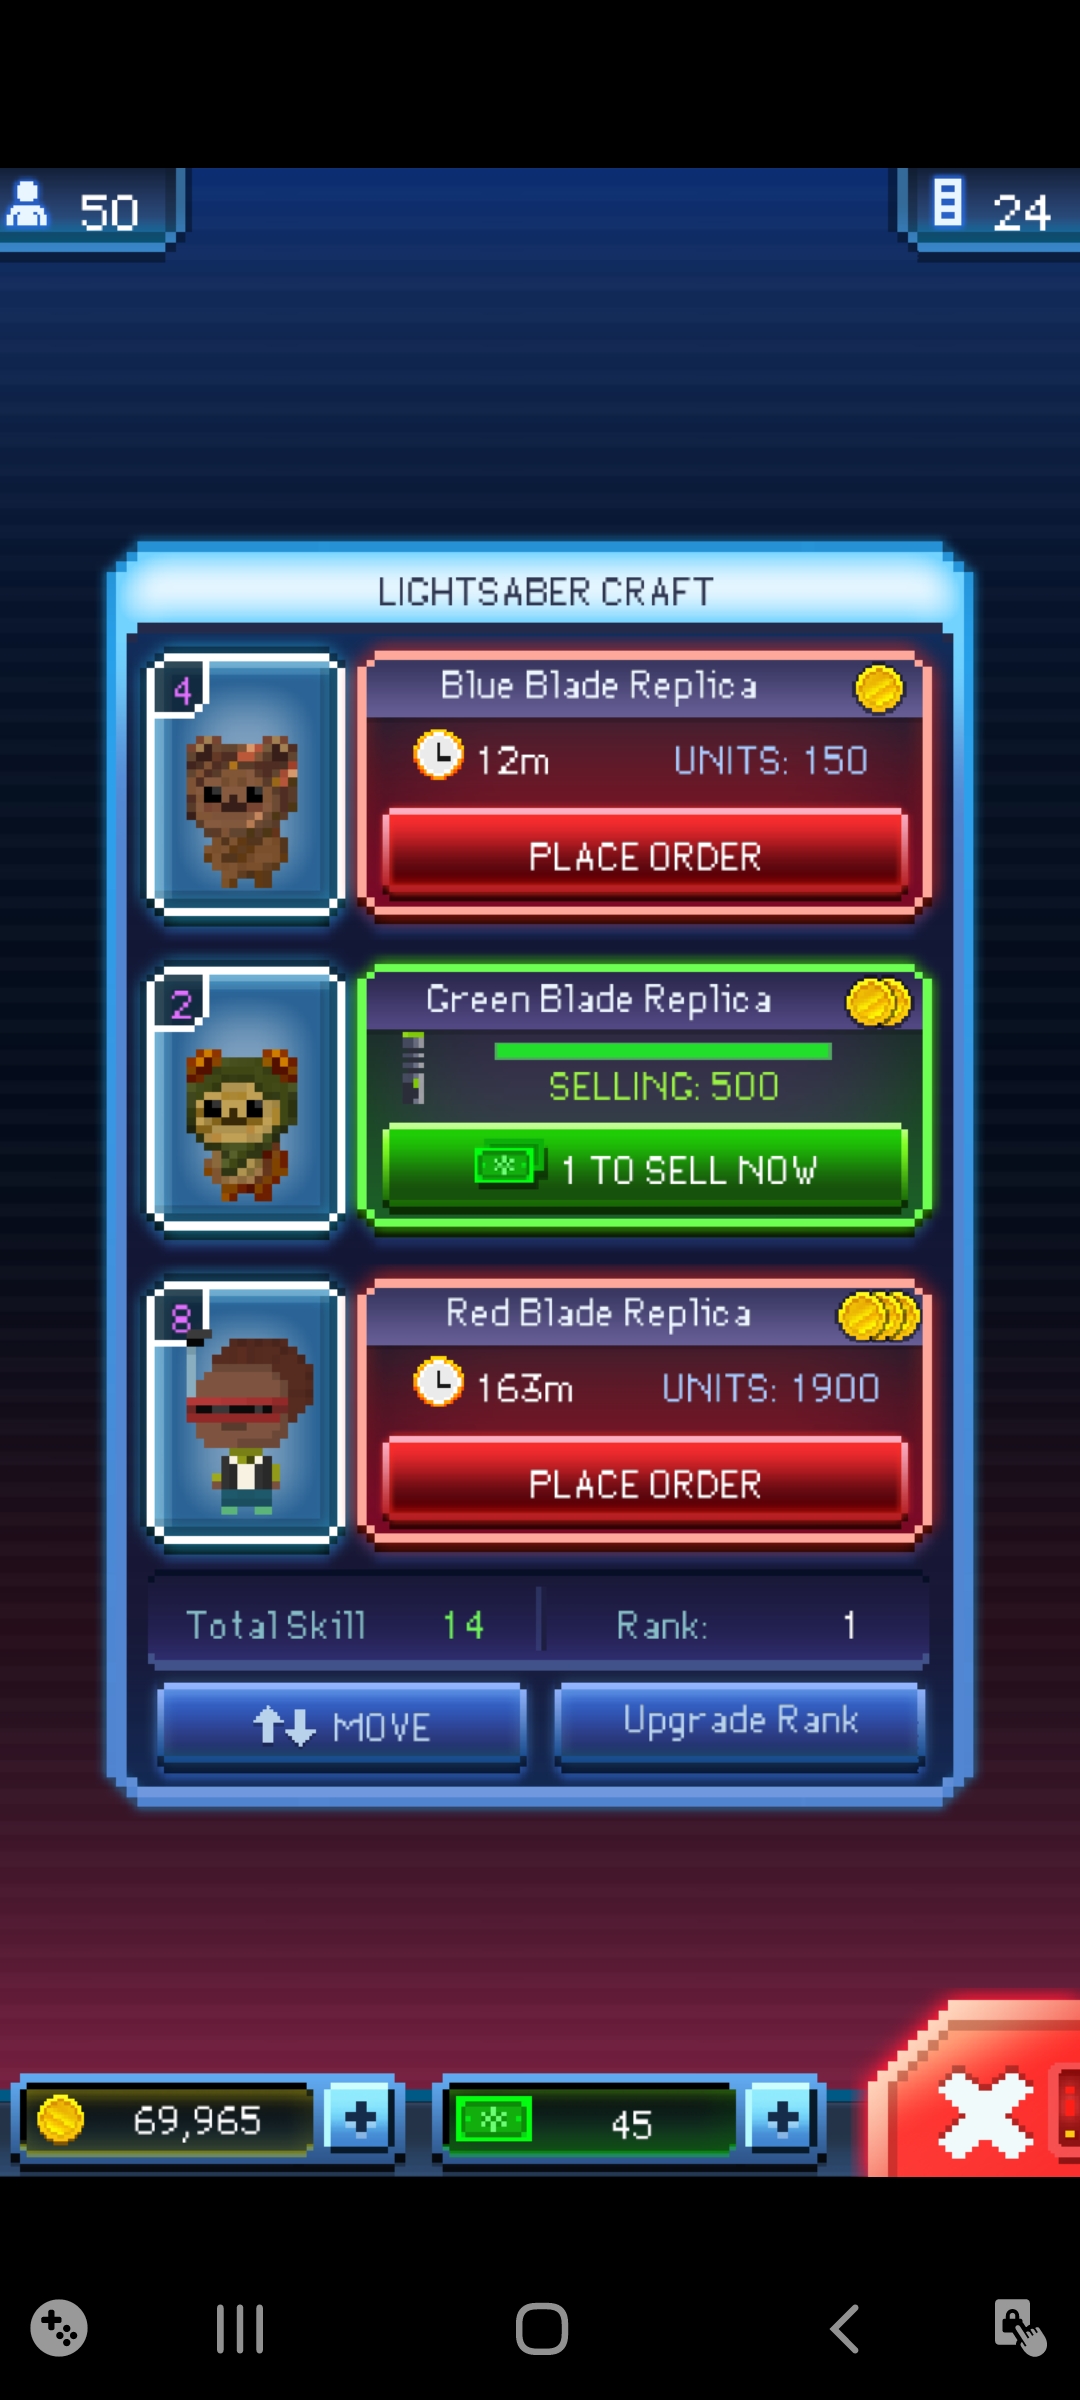 50
24
LIGHTSABER CRAFT
4
Blue Blade Replica
12m UNITS: 150
PLACE ORDER
2
Green Blade Replica
SELLING: 500
1 TO SELL NOW
8
Red Blade Replica
163m UNITS: 1900
PLACE ORDER
Total Skill 14 Rank: 1
MOVE Upgrade Rank
69,965 45